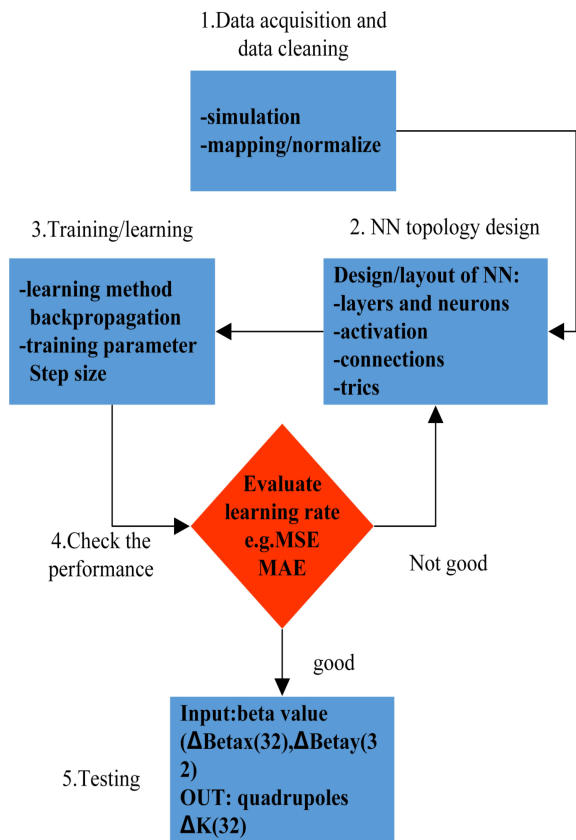 1.Data acquisition and
data cleaning
-simulation
-mapping/normalize
3.Training/learning
2. NN topology design
-learning method
backpropagation
-training parameter
Step size
Design/layout of NN:
-layers and neurons
-activation
-connections
-trics
Evaluate
learning rate
e.g.MSE
MAE
4.Check the
performance
Not good
good
5.Testing
Input:beta value
(ΔBetax(32),ΔBetay(3
2)
OUT: quadrupoles
ΔK(32)